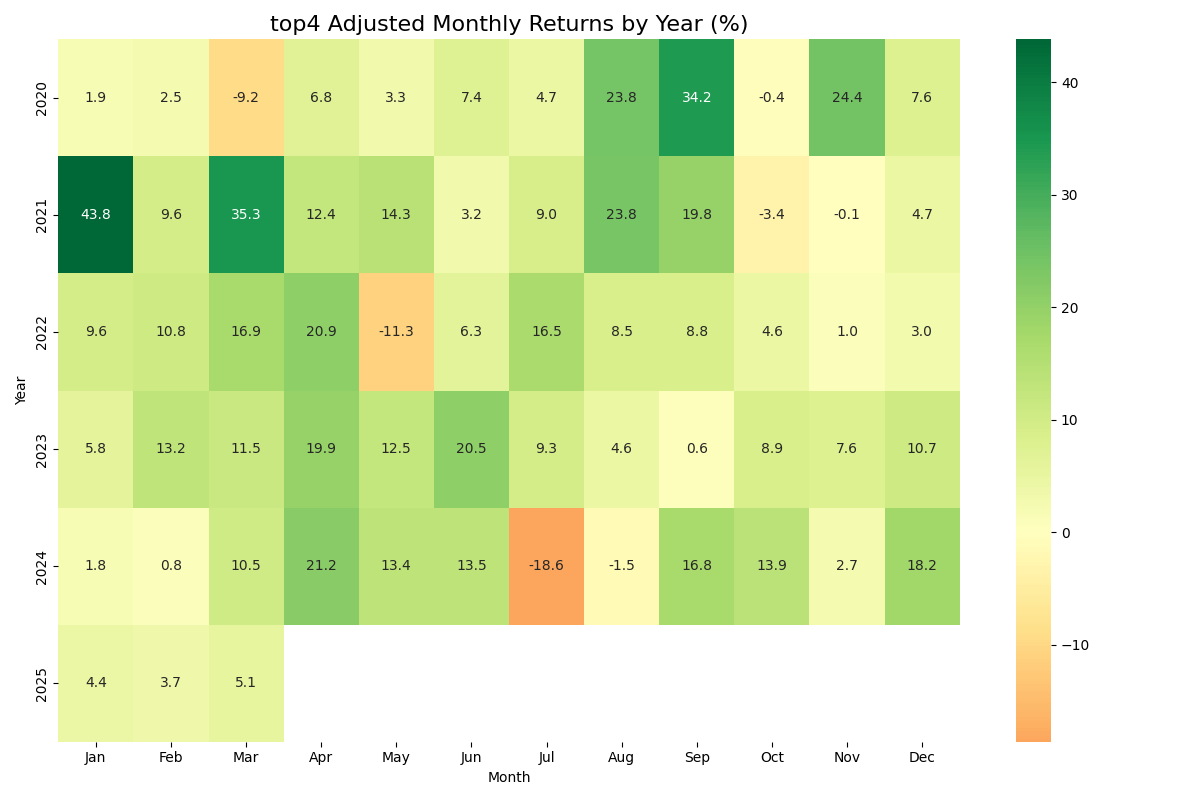 top4 Adjusted Monthly Returns by Year (%)
2020 1.9 2.5 -9.2 6.8 3.3 7.4 4.7 23.8 34.2 -0.4 24.4 7.6
2021 43.8 9.6 35.3 12.4 14.3 3.2 9.0 23.8 19.8 -3.4 -0.1 4.7
2022 9.6 10.8 16.9 20.9 -11.3 6.3 16.5 8.5 8.8 4.6 1.0 3.0
2023 5.8 13.2 11.5 19.9 12.5 20.5 9.3 4.6 0.6 8.9 7.6 10.7
2024 1.8 0.8 10.5 21.2 13.4 13.5 -18.6 -1.5 16.8 13.9 2.7 18.2
2025 4.4 3.7 5.1
Jan Feb Mar Apr May Jun Jul Aug Sep Oct Nov Dec
Month
Year
40
30
20
10
0
−10